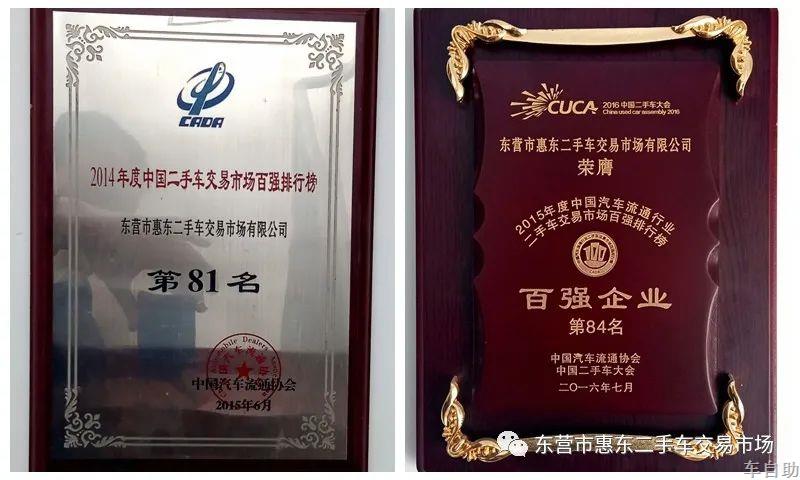 CADA
2014年度中国二手车交易市场百强排行榜
东营市惠东二手车交易市场有限公司
第81名
中国汽车流通协会
2015年6月
CUCA
2016中国二手车大会
China used car assembly 2016
东营市惠东二手车交易市场有限公司
荣膺
2015年度中国汽车流通行业
二手车交易市场百强排行榜
百强企业
第84名
中国汽车流通协会
中国二手车大会
二〇一六年七月
东营市惠东二手车交易市场
车自助